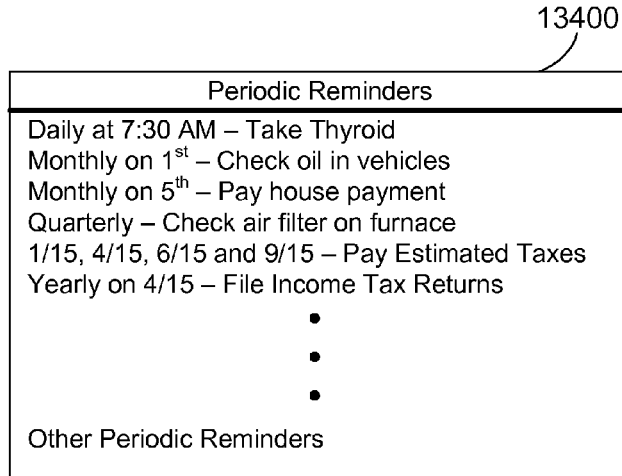 13400
Periodic Reminders
Daily at 7:30 AM – Take Thyroid
Monthly on 1st – Check oil in vehicles
Monthly on 5th – Pay house payment
Quarterly – Check air filter on furnace
1/15, 4/15, 6/15 and 9/15 – Pay Estimated Taxes
Yearly on 4/15 – File Income Tax Returns
•
•
•
Other Periodic Reminders